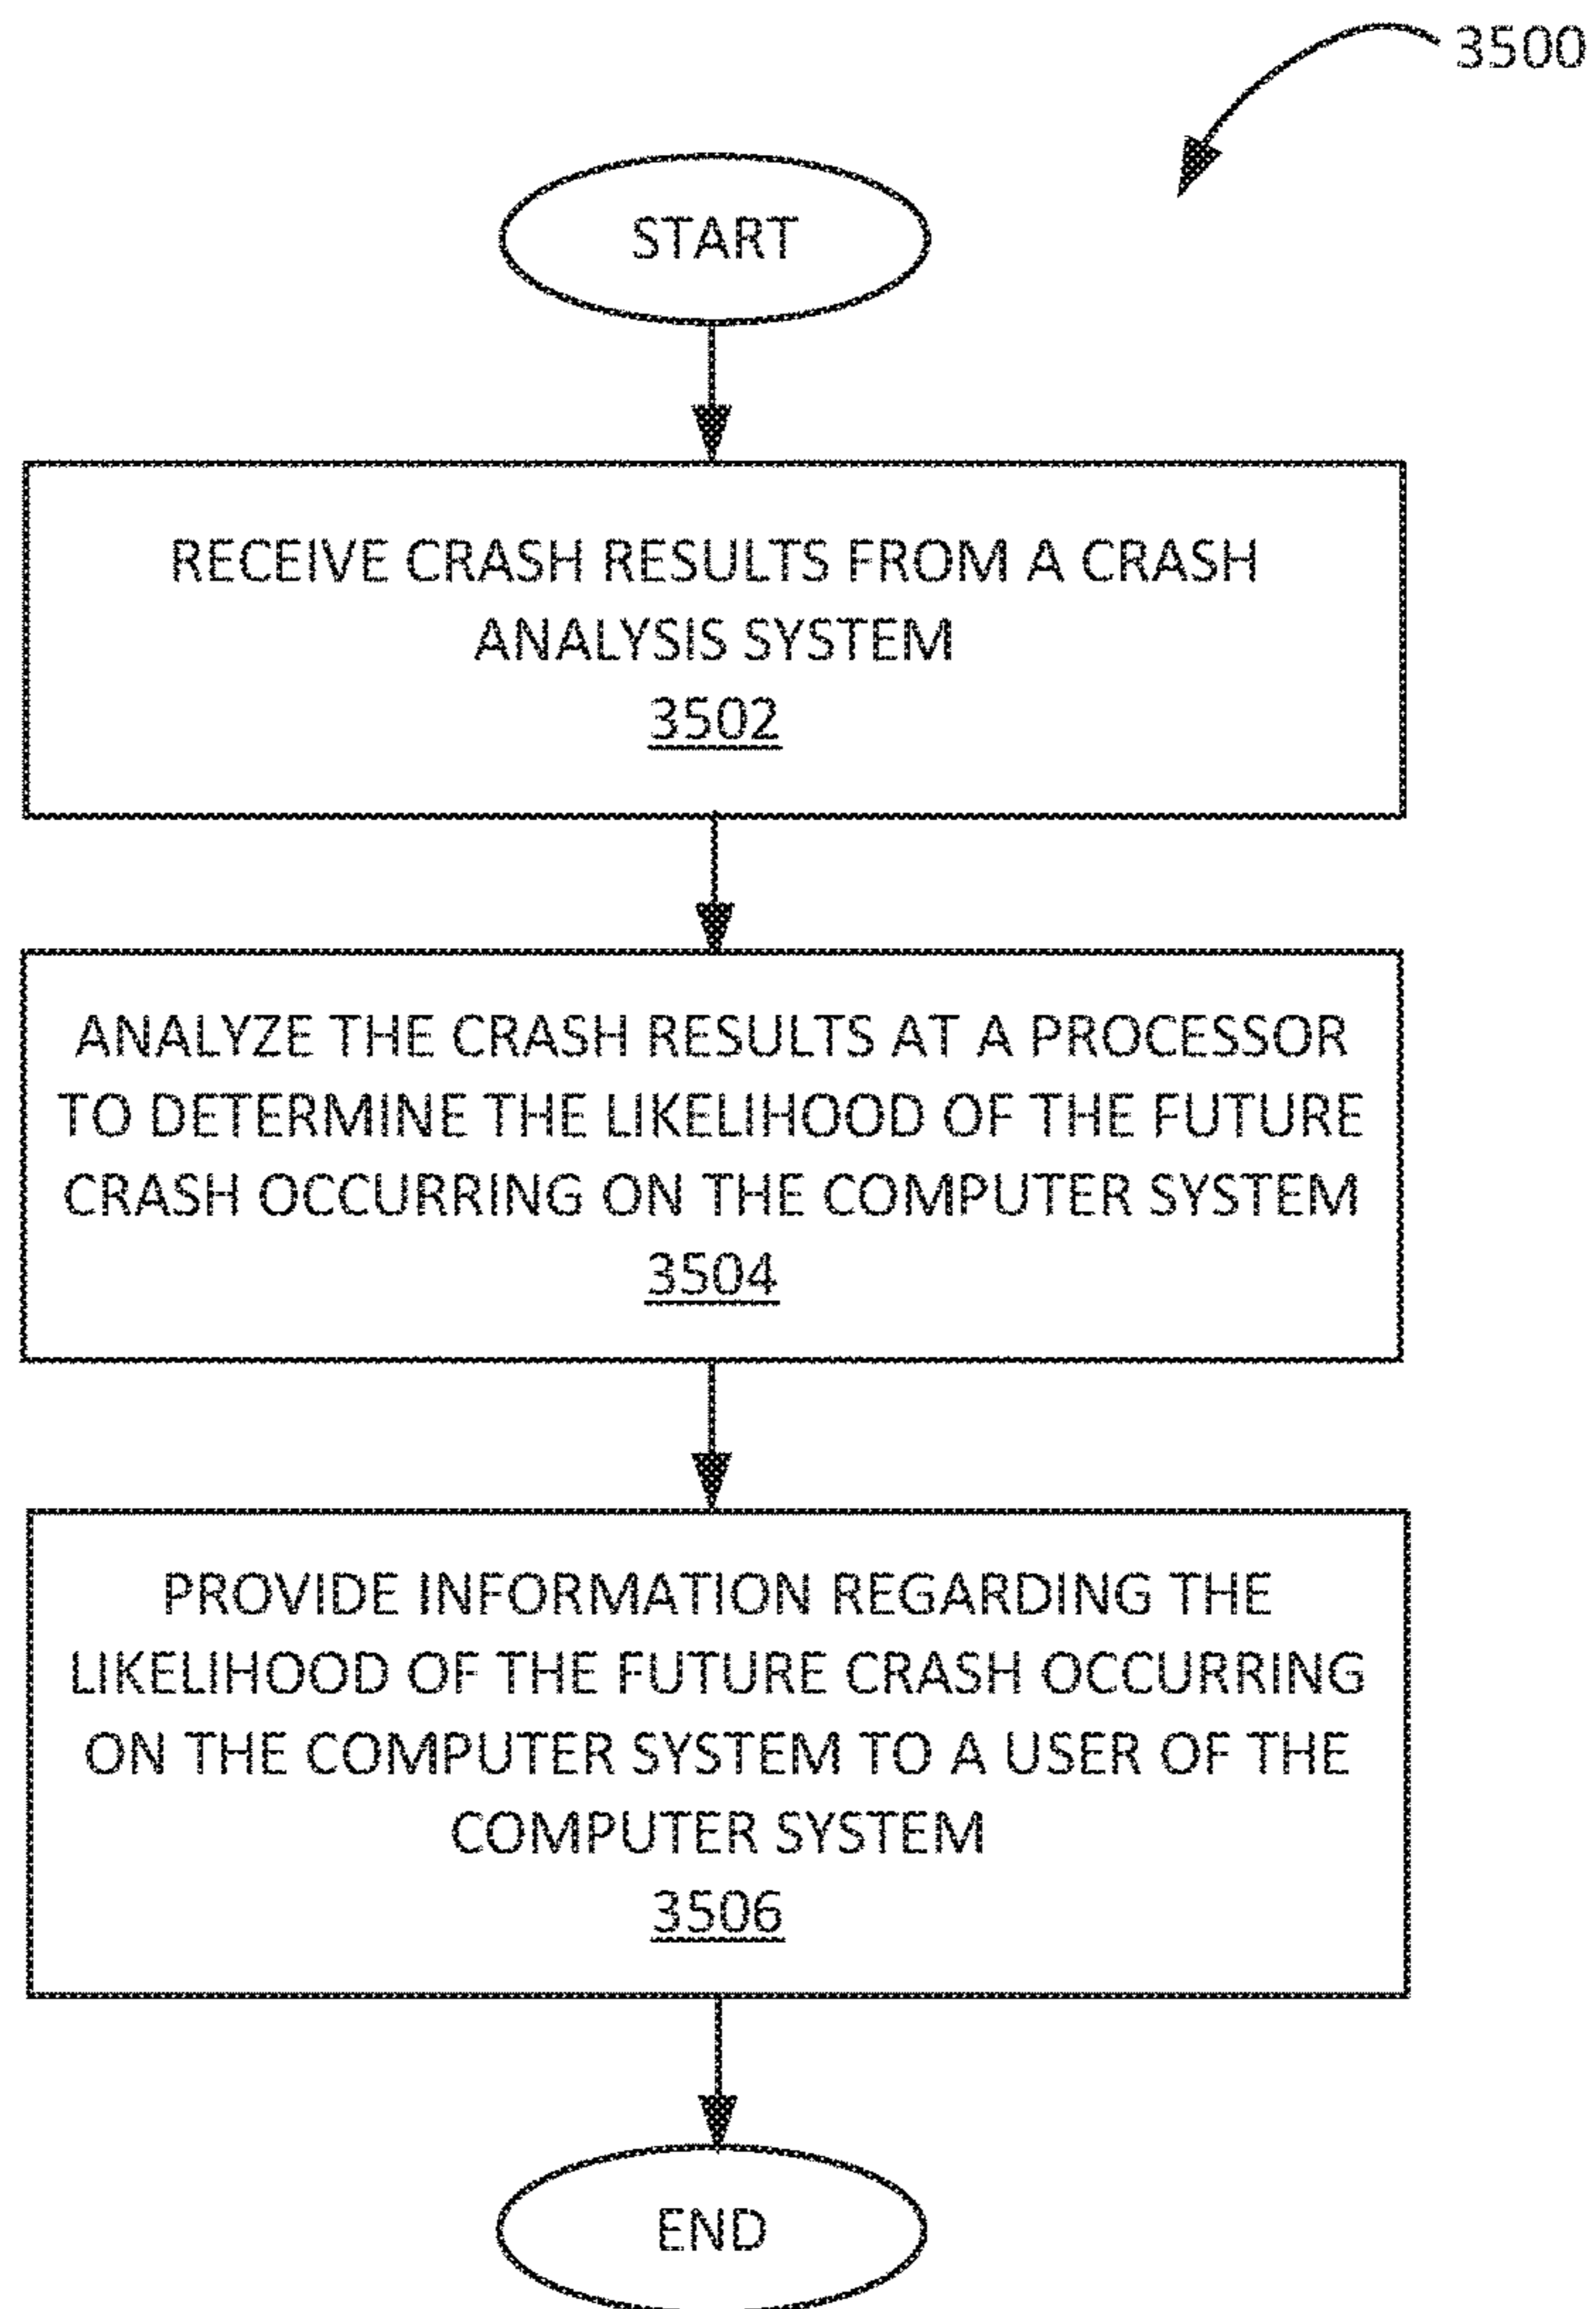 3500
START
RECEIVE CRASH RESULTS FROM A CRASH
ANALYSIS SYSTEM
3502
ANALYZE THE CRASH RESULTS AT A PROCESSOR
TO DETERMINE THE LIKELIHOOD OF THE FUTURE
CRASH OCCURRING ON THE COMPUTER SYSTEM
3504
PROVIDE INFORMATION REGARDING THE
LIKELIHOOD OF THE FUTURE CRASH OCCURRING
ON THE COMPUTER SYSTEM TO A USER OF THE
COMPUTER SYSTEM
3506
END